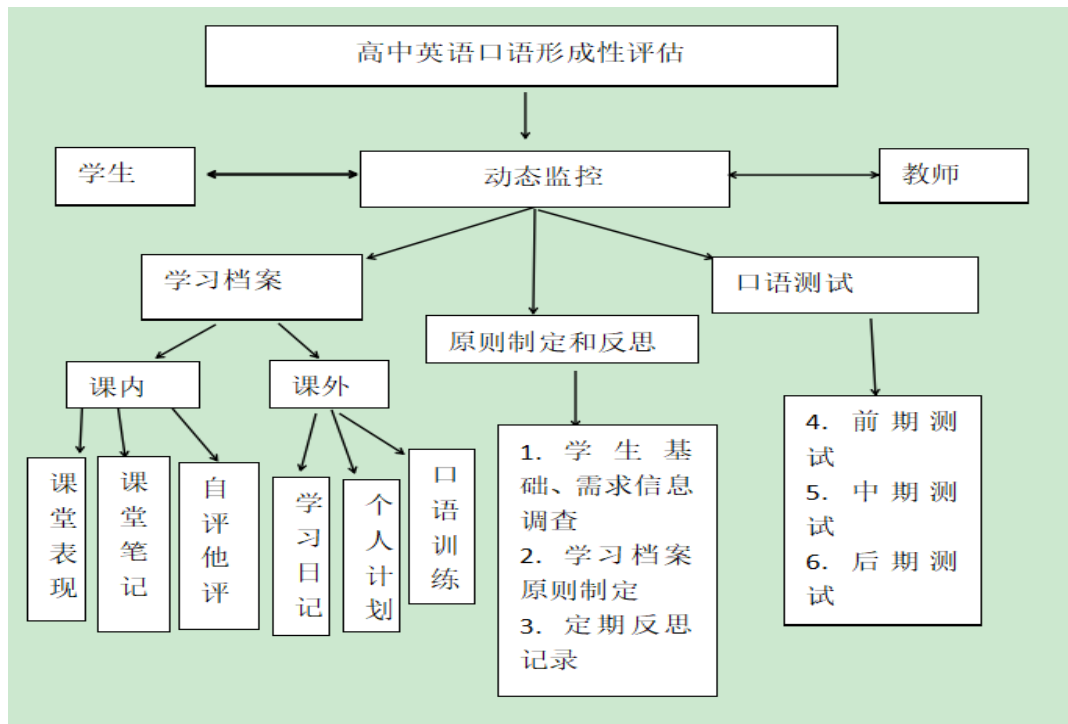 高中英语口语形成性评估
学生
动态监控
教师
学习档案
口语测试
原则制定和反思
课内
课外
课堂表现
课堂笔记
自评他评
学习日记
个人计划
口语训练
1. 学生基
础、需求信息
调查
2. 学习档案
原则制定
3. 定期反思
记录
4. 前期测
试
5. 中期测
试
6. 后期测
试